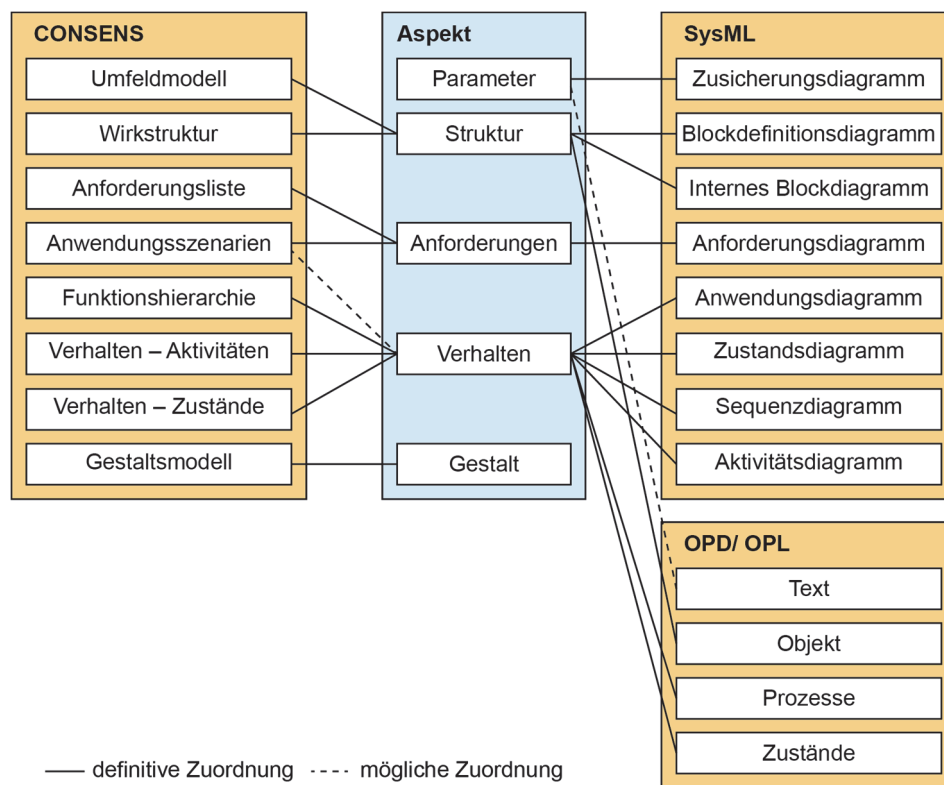 CONSENS
Umfeldmodell
Wirkstruktur
Anforderungsliste
Anwendungsszenarien
Funktionshierarchie
Verhalten – Aktivitäten
Verhalten – Zustände
Gestaltsmodell
Aspekt
Parameter
Struktur
Anforderungen
Verhalten
Gestalt
SysML
Zusicherungsdiagramm
Blockdefinitionsdiagramm
Internes Blockdiagramm
Anforderungsdiagramm
Anwendungsdiagramm
Zustandsdiagramm
Sequenzdiagramm
Aktivitätsdiagramm
OPD/ OPL
Text
Objekt
Prozesse
Zustände
definitive Zuordnung
mögliche Zuordnung